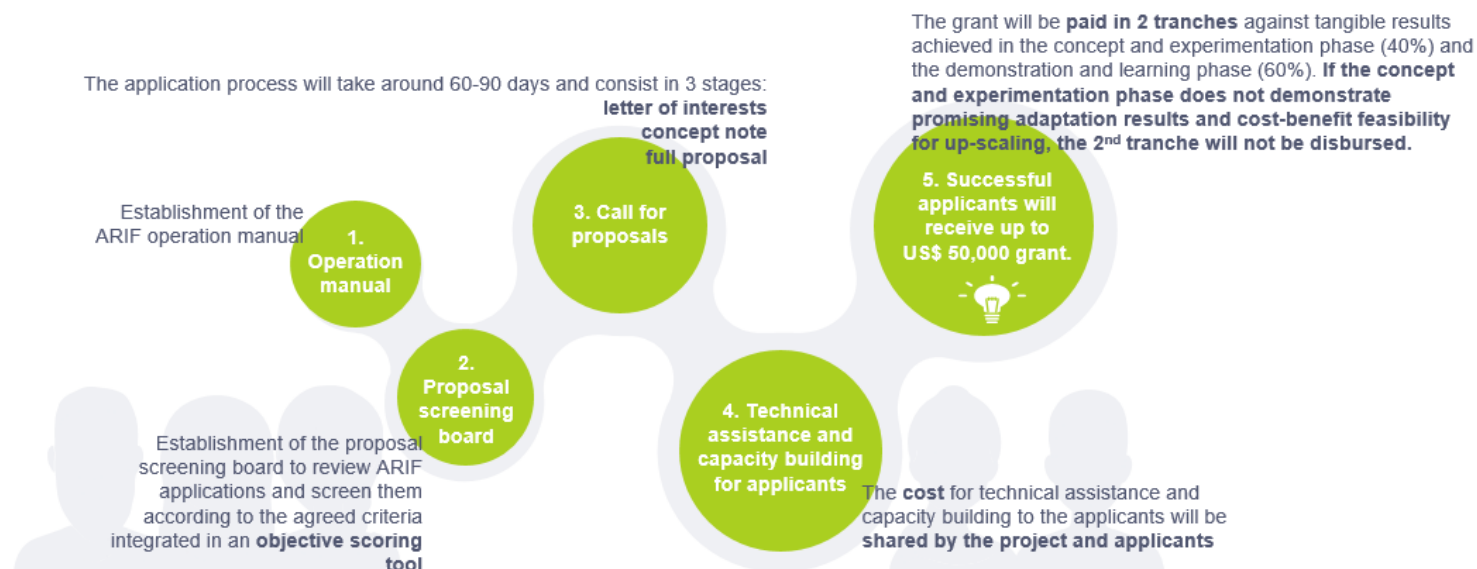 The grant will be paid in 2 tranches against tangible results
achieved in the concept and experimentation phase (40%) and
the demonstration and learning phase (60%). If the concept
and experimentation phase does not demonstrate
promising adaptation results and cost-benefit feasibility
for up-scaling, the 2nd tranche will not be disbursed.
The application process will take around 60-90 days and consist in 3 stages:
letter of interests
concept note
full proposal
Establishment of the
ARIF operation manual
1.
Operation
manual
2.
Proposal
screening
board
Establishment of the proposal
screening board to review ARIF
applications and screen them
according to the agreed criteria
integrated in an objective scoring
tool
3. Call for
proposals
4. Technical
assistance and
capacity building
for applicants
The cost for technical assistance and
capacity building to the applicants will be
shared by the project and applicants
5. Successful
applicants will
receive up to
US$ 50,000 grant.